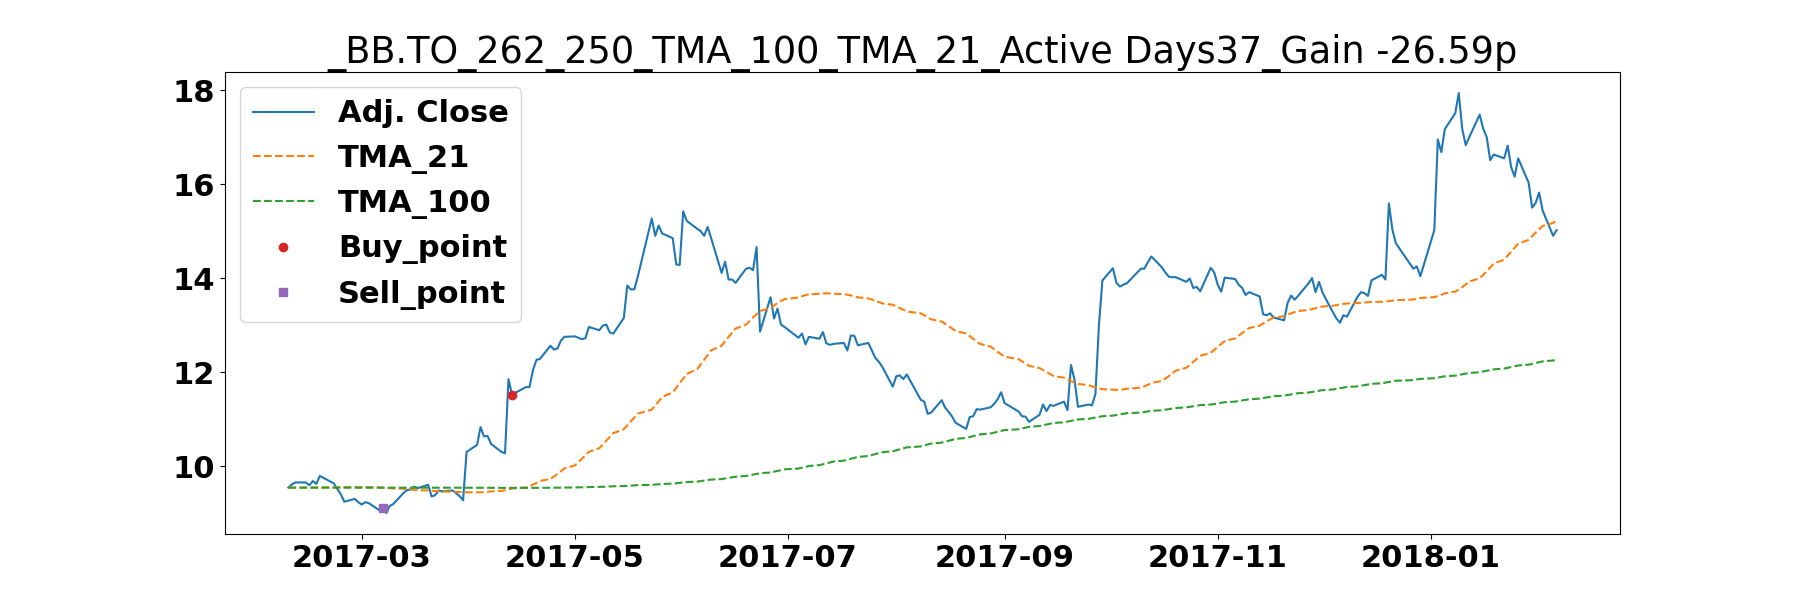 _BB.TO_262_250_TMA_100_TMA_21_Active Days37_Gain -26.59p
18
16
14
12
10
Adj. Close
TMA_21
TMA_100
Buy_point
Sell_point
2017-03 2017-05 2017-07 2017-09 2017-11 2018-01